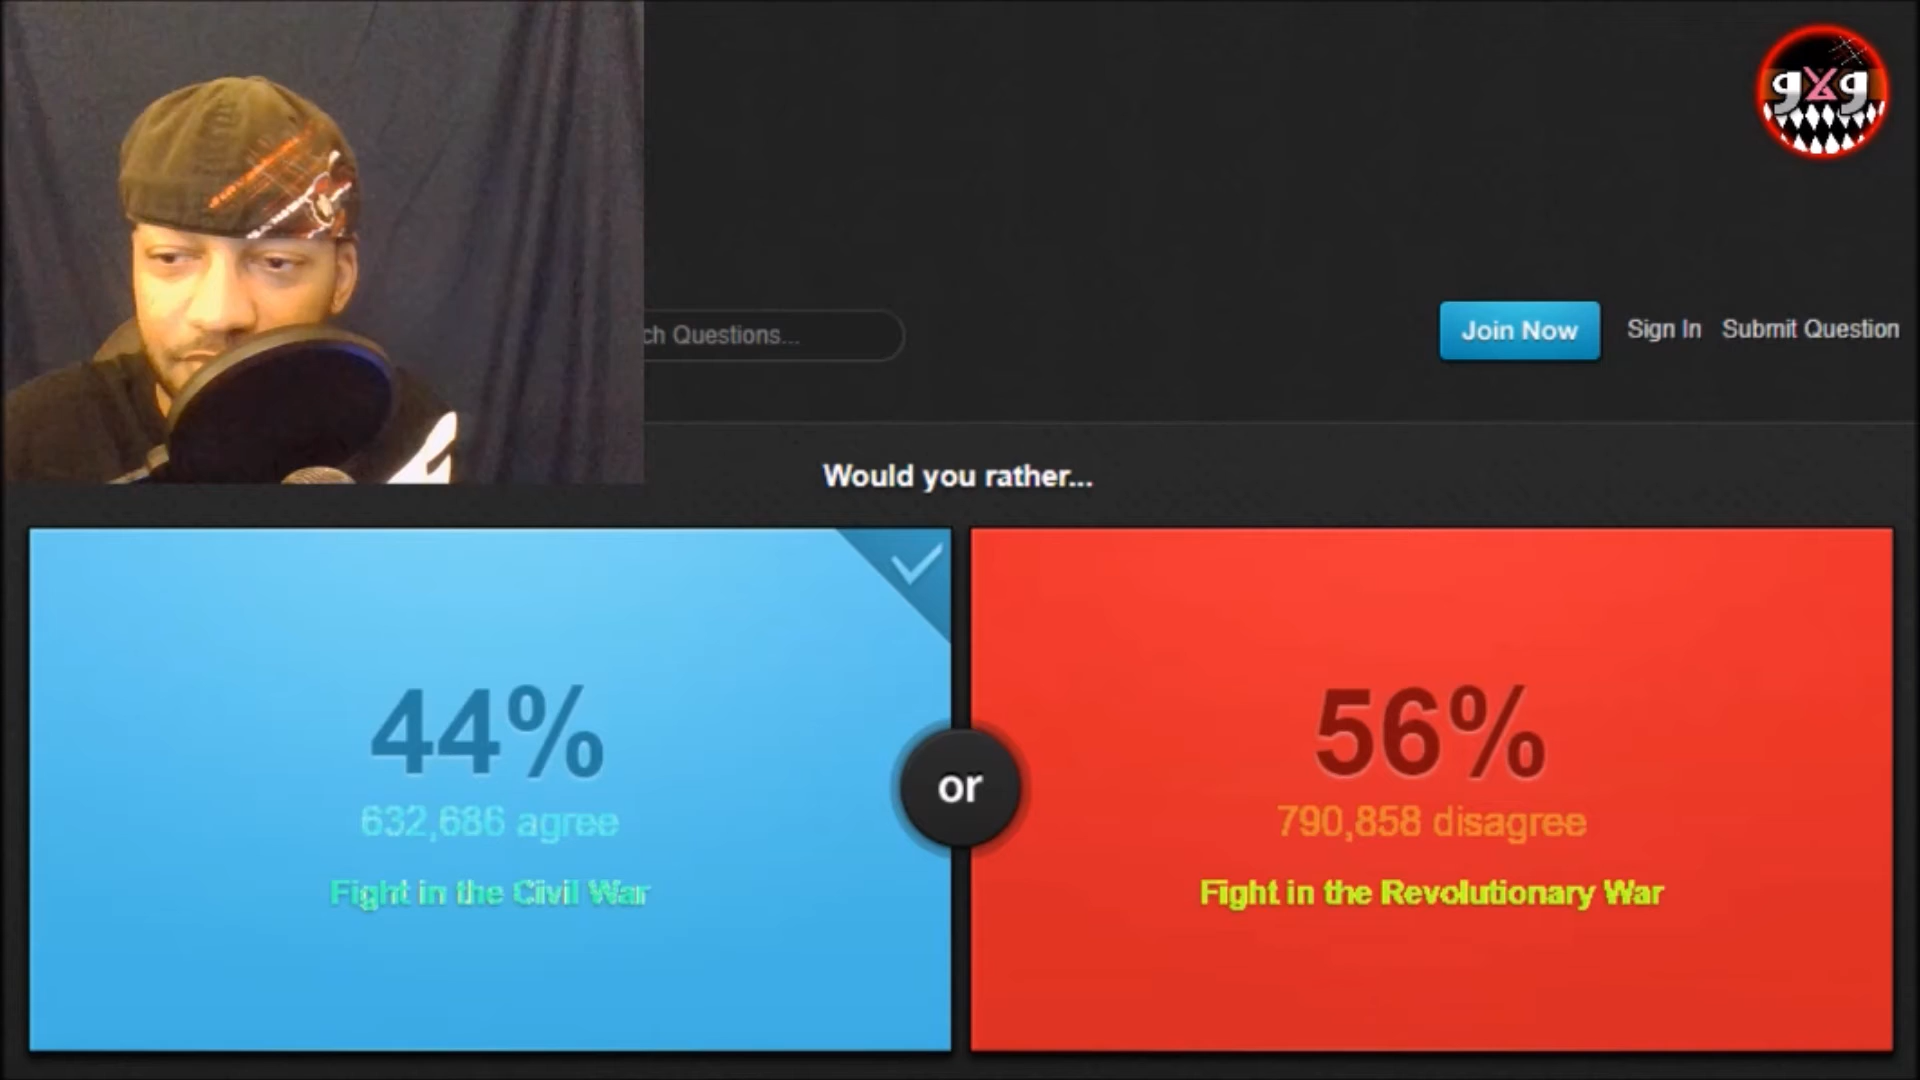 gxg
ch Questions...
Join Now
Sign In
Submit Question
Would you rather...
44%
632,686 agree
Fight in the Civil War
or
56%
790,858 disagree
Fight in the Revolutionary War